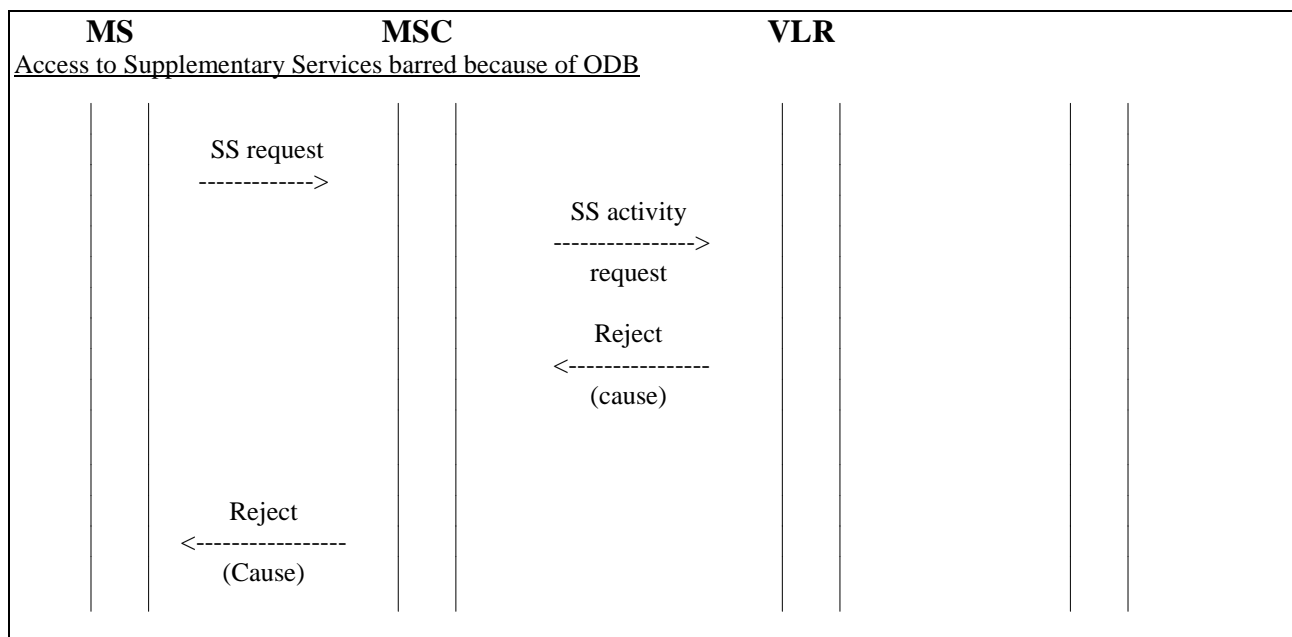 MS MSC VLR
Access to Supplementary Services barred because of ODB
SS request
------------->
SS activity
---------------->
request
Reject
<----------------
(cause)
Reject
<-----------------
(Cause)